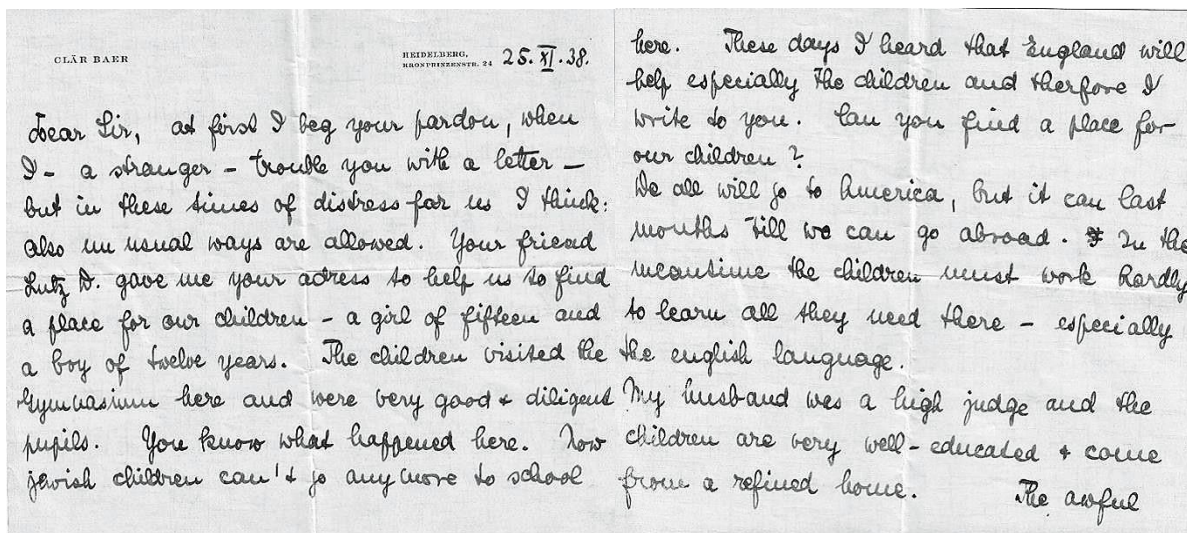 CLÄR BAER
HEIDELBERG,
KRONPRINZENSTR. 24
25. XI. 38.
Dear Sir, at first I beg your pardon, when
I – a stranger – trouble you with a letter –
but in these times of distress for us I think:
also un usual ways are allowed. Your friend
Lutz D. gave me your adress to help us to find
a place for our children – a girl of fifteen and
a boy of twelve years. The children visited the
Gymnasium here and were very good + diligent
pupils. You know what happened here. Now
jewish children can't go any more to school
here. These days I heard that England will
help especially the children and therfore I
write to you. Can you find a place for
our children?
We all will go to America, but it can last
months till we can go abroad. In the
meantime the children must work hardly
to learn all they need there – especially
the english language.
My husband was a high judge and the
children are very well-educated + come
from a refined home. The awful